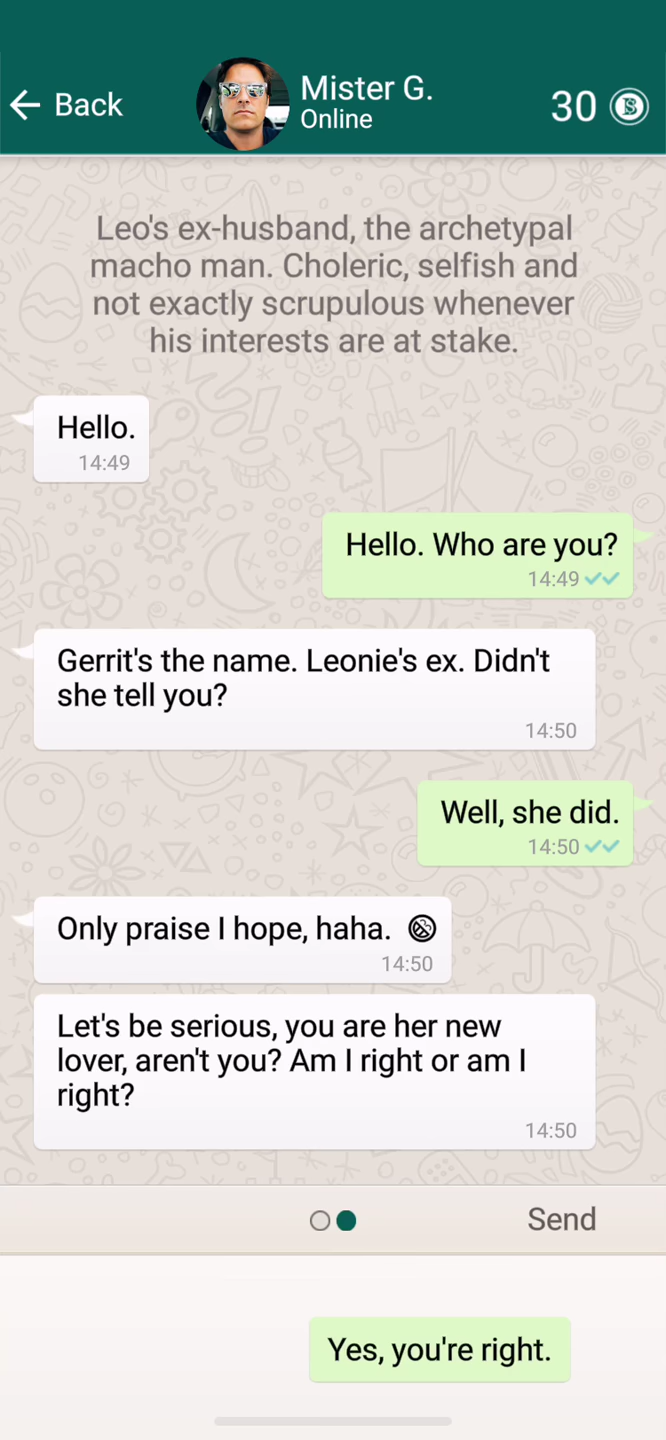 Back
Mister G.
Online
30
Leo's ex-husband, the archetypal
macho man. Choleric, selfish and
not exactly scrupulous whenever
his interests are at stake.
Hello.
14:49
Hello. Who are you?
14:49
Gerrit's the name. Leonie's ex. Didn't
she tell you?
14:50
Well, she did.
14:50
Only praise I hope, haha.
14:50
Let's be serious, you are her new
lover, aren't you? Am I right or am I
right?
14:50
Send
Yes, you're right.